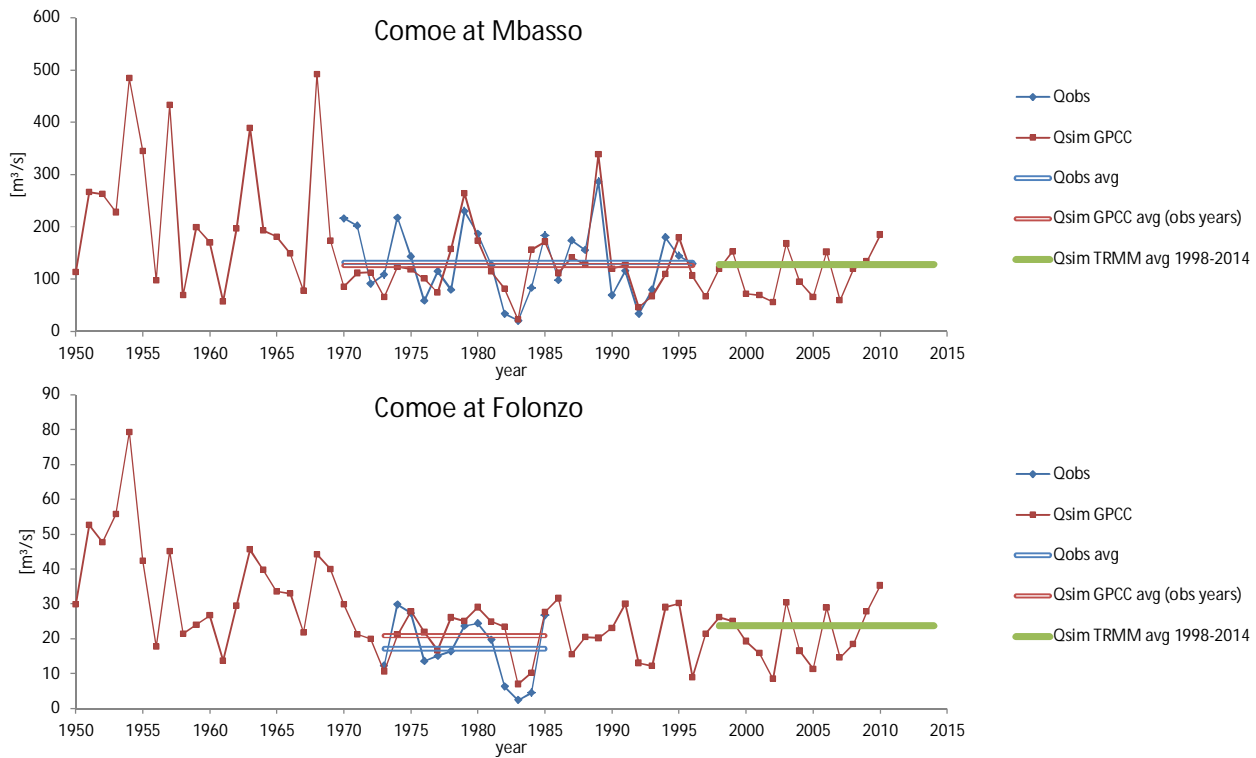 Comoe at Mbasso
600
500
400
300
200
100
0
[m³/s]
1950 1955 1960 1965 1970 1975 1980 1985 1990 1995 2000 2005 2010 2015
year
Qobs
Qsim GPCC
Qobs avg
Qsim GPCC avg (obs years)
Qsim TRMM avg 1998-2014
Comoe at Folonzo
90
80
70
60
50
40
30
20
10
0
[m³/s]
1950 1955 1960 1965 1970 1975 1980 1985 1990 1995 2000 2005 2010 2015
year
Qobs
Qsim GPCC
Qobs avg
Qsim GPCC avg (obs years)
Qsim TRMM avg 1998-2014